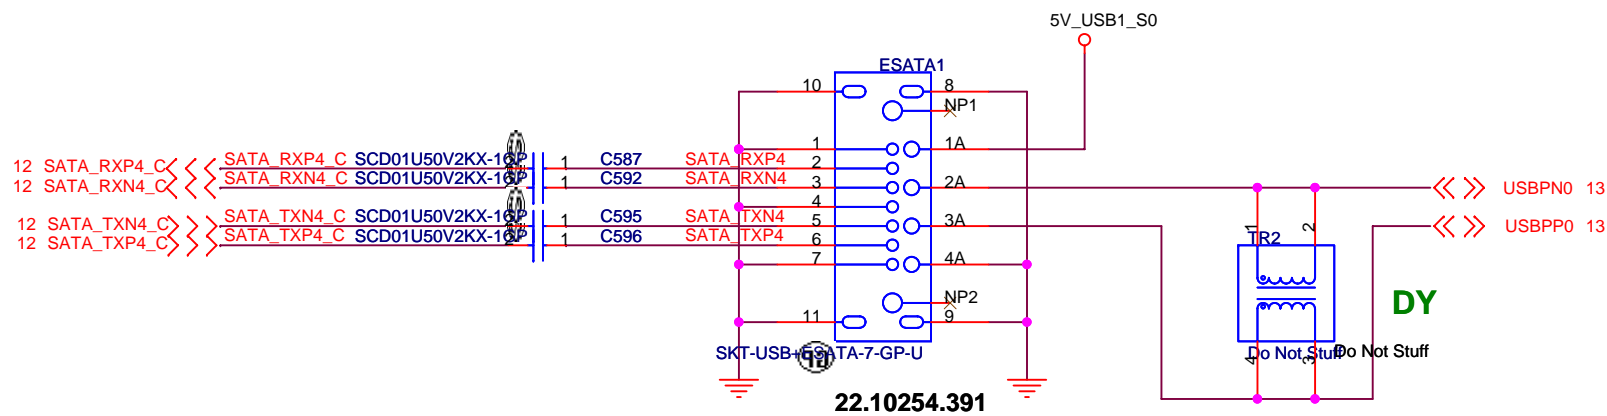 5V_USB1_S0
ESATA1
10 8
NP1
1 1A
12 SATA_RXP4_C SATA_RXP4_C SCD01U50V2KX-1GP 1 C587 SATA_RXP4 2
12 SATA_RXN4_C SATA_RXN4_C SCD01U50V2KX-1GP 1 C592 SATA_RXN4 3 2A USBPN0 13
4
12 SATA_TXN4_C SATA_TXN4_C SCD01U50V2KX-1GP 1 C595 SATA_TXN4 5 3A USBPP0 13
12 SATA_TXP4_C SATA_TXP4_C SCD01U50V2KX-1GP 2 1 C596 SATA_TXP4 6
1 2
TR2
7 4A
NP2
DY
11 9
SKT-USB+ESATA-7-GP-U
GP
4 3
Do Not Stuff Do Not Stuff
22.10254.391